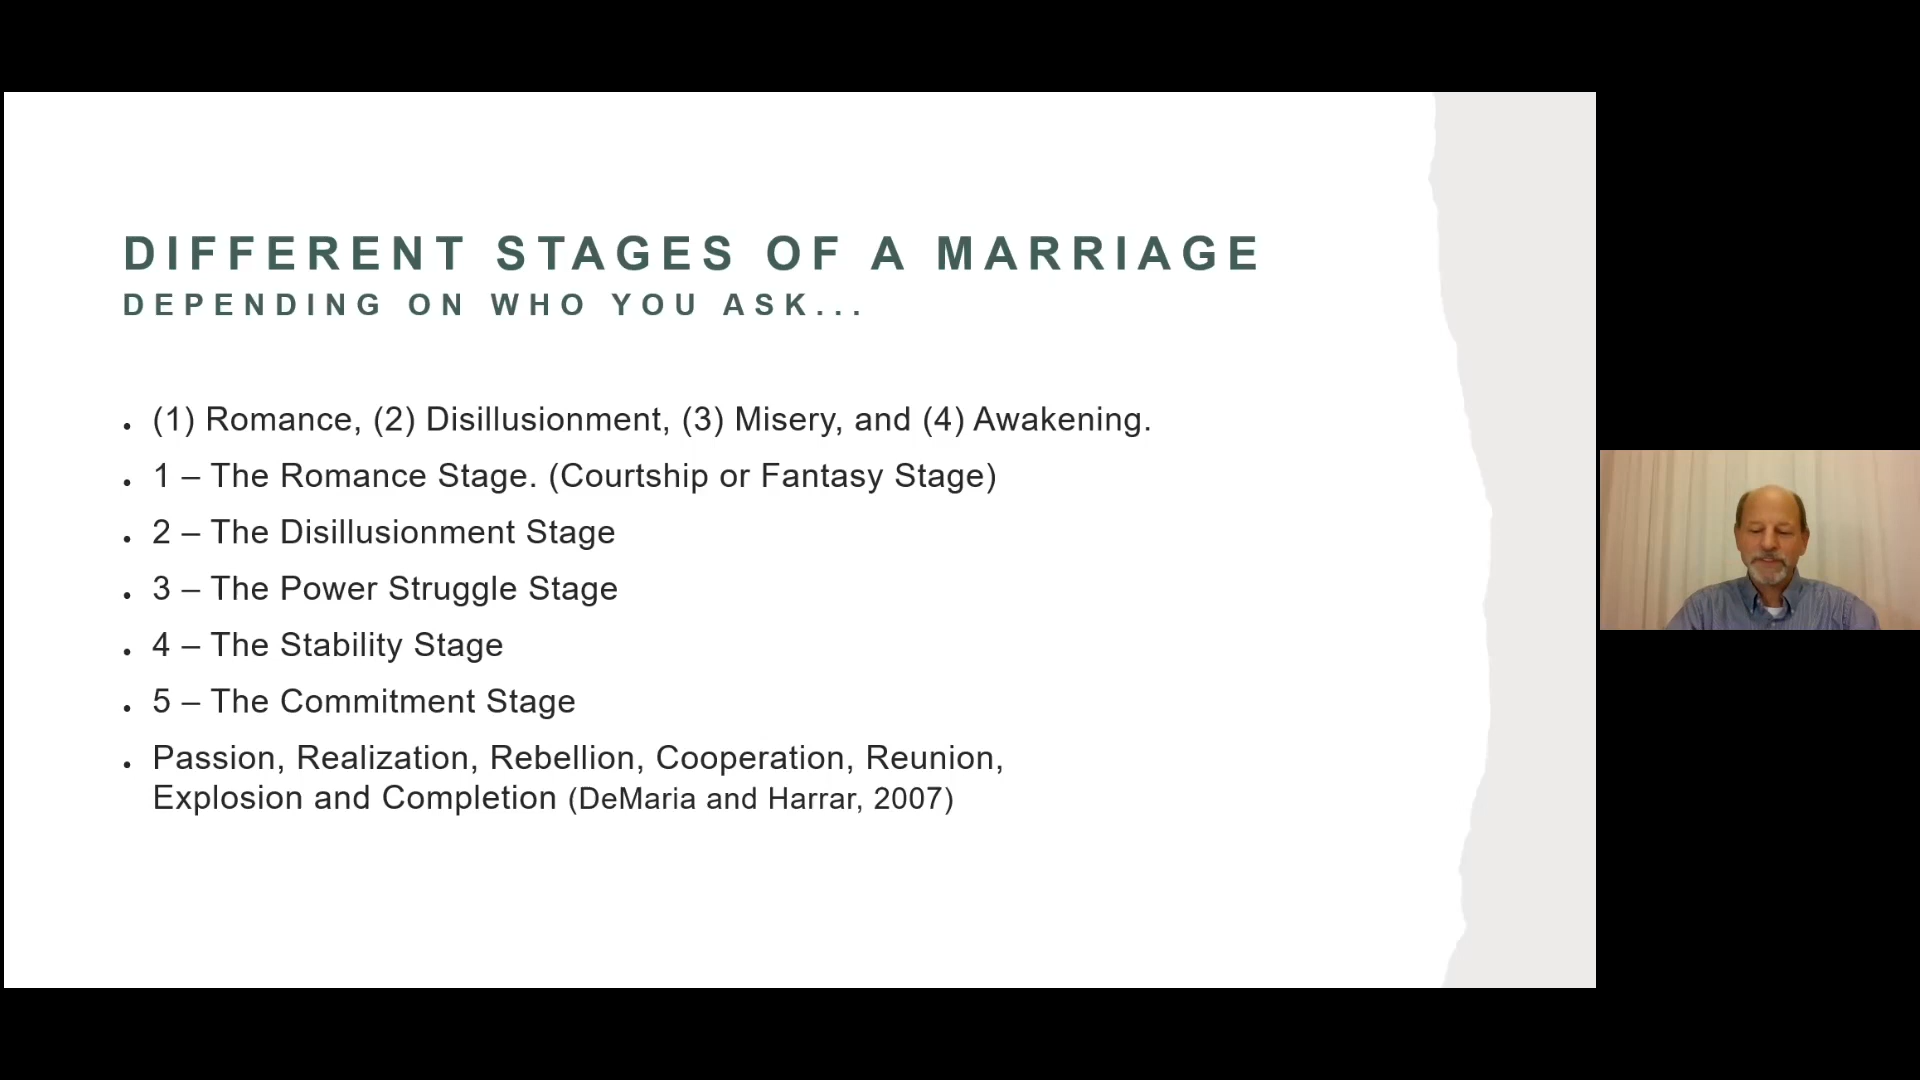 DIFFERENT STAGES OF A MARRIAGE
DEPENDING ON WHO YOU ASK...
• (1) Romance, (2) Disillusionment, (3) Misery, and (4) Awakening.
• 1 – The Romance Stage. (Courtship or Fantasy Stage)
• 2 – The Disillusionment Stage
• 3 – The Power Struggle Stage
• 4 – The Stability Stage
• 5 – The Commitment Stage
• Passion, Realization, Rebellion, Cooperation, Reunion,
Explosion and Completion (DeMaria and Harrar, 2007)